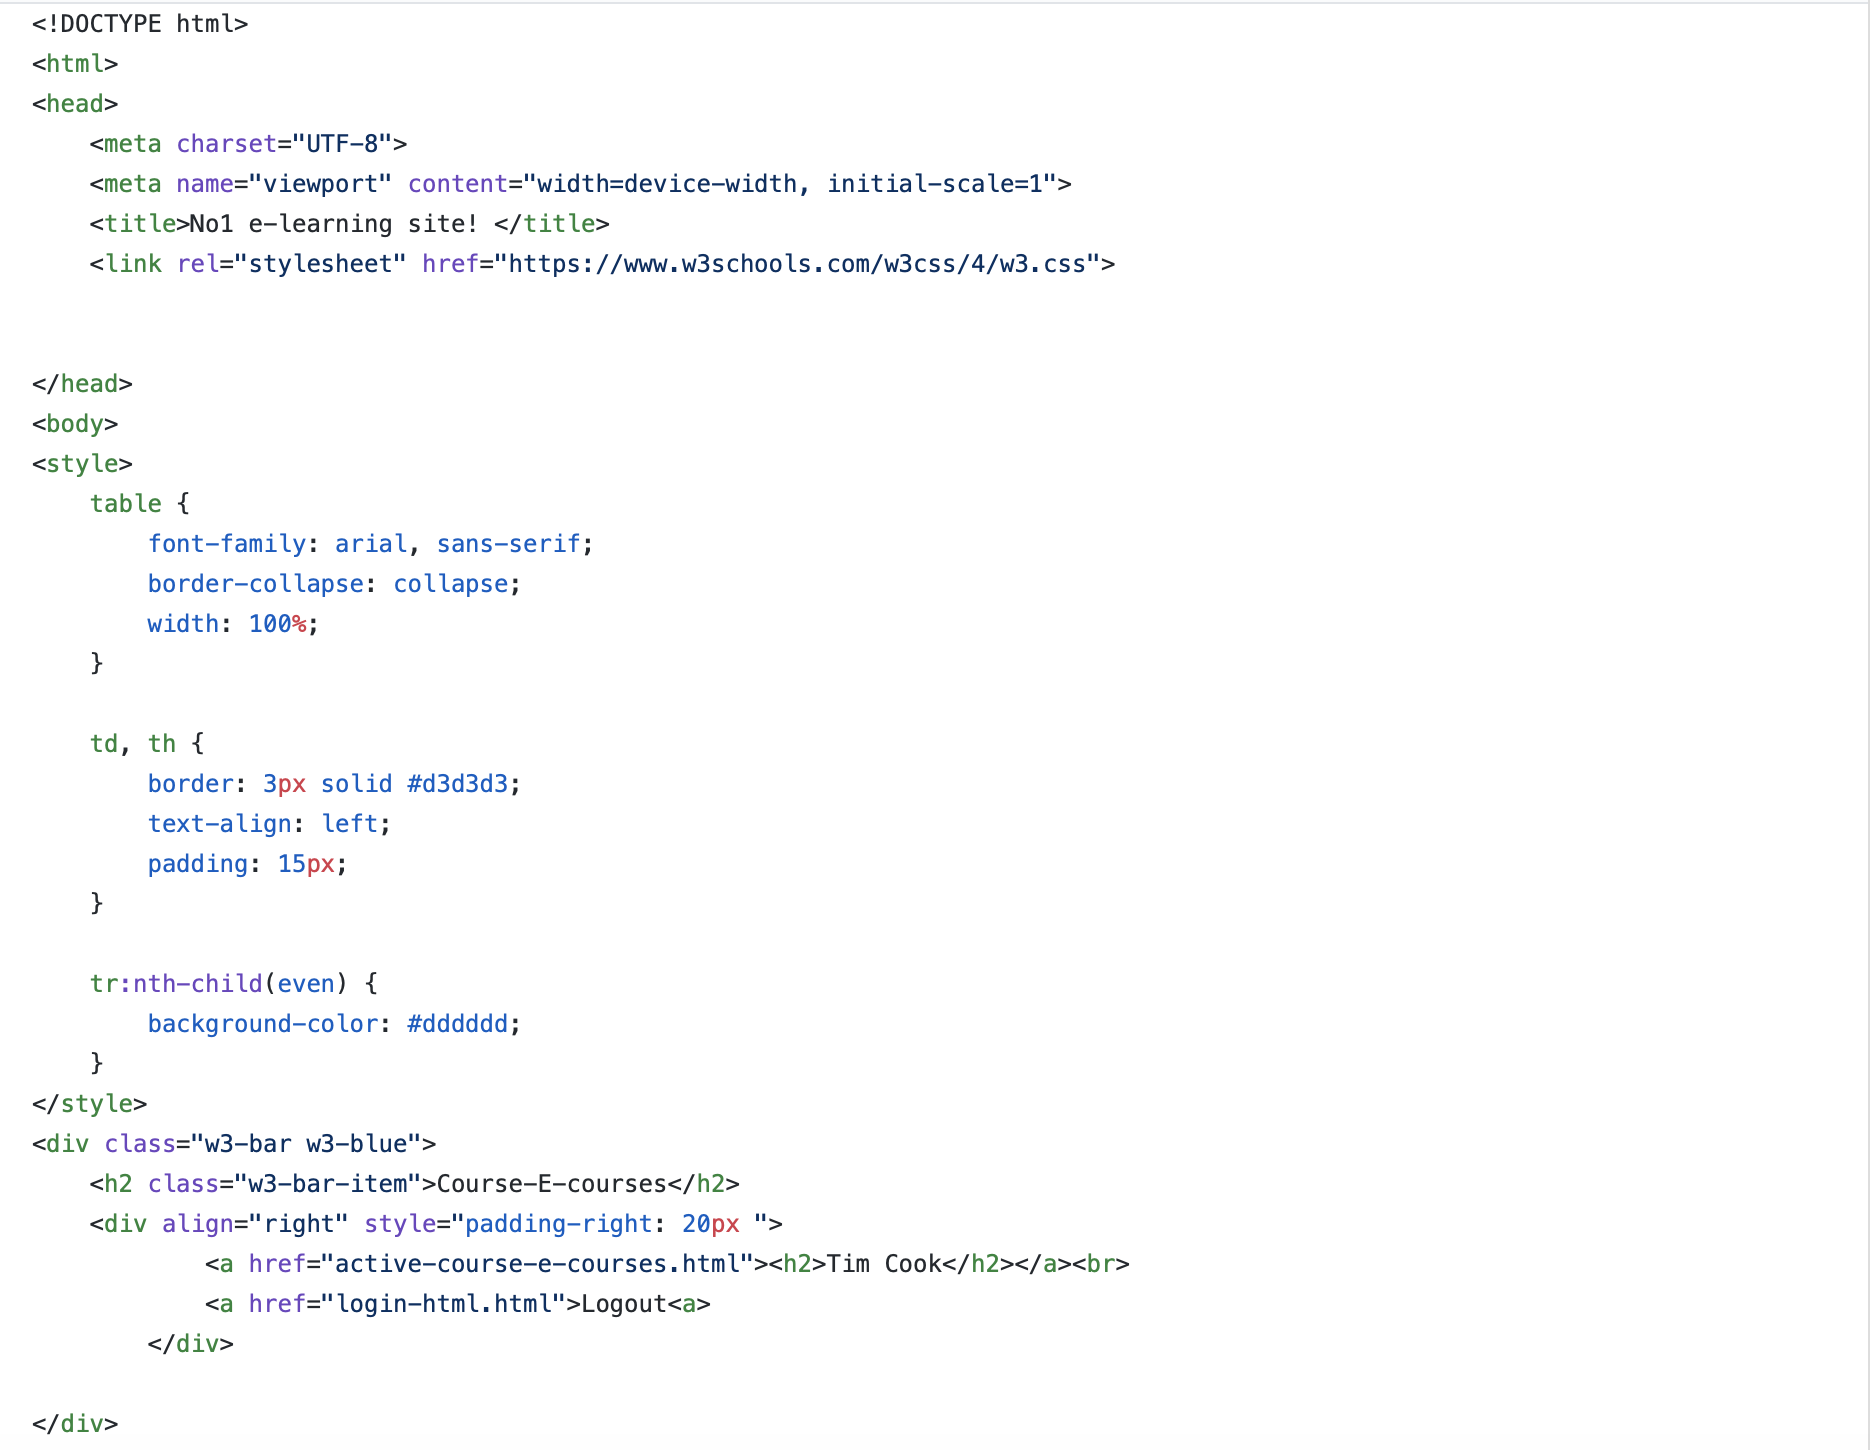 <!DOCTYPE html>
<html>
<head>
    <meta charset="UTF-8">
    <meta name="viewport" content="width=device-width, initial-scale=1">
    <title>No1 e-learning site! </title>
    <link rel="stylesheet" href="https://www.w3schools.com/w3css/4/w3.css">


</head>
<body>
<style>
    table {
        font-family: arial, sans-serif;
        border-collapse: collapse;
        width: 100%;
    }

    td, th {
        border: 3px solid #d3d3d3;
        text-align: left;
        padding: 15px;
    }

    tr:nth-child(even) {
        background-color: #dddddd;
    }
</style>
<div class="w3-bar w3-blue">
    <h2 class="w3-bar-item">Course-E-courses</h2>
    <div align="right" style="padding-right: 20px ">
            <a href="active-course-e-courses.html"><h2>Tim Cook</h2></a><br>
            <a href="login-html.html">Logout<a>
        </div>

</div>